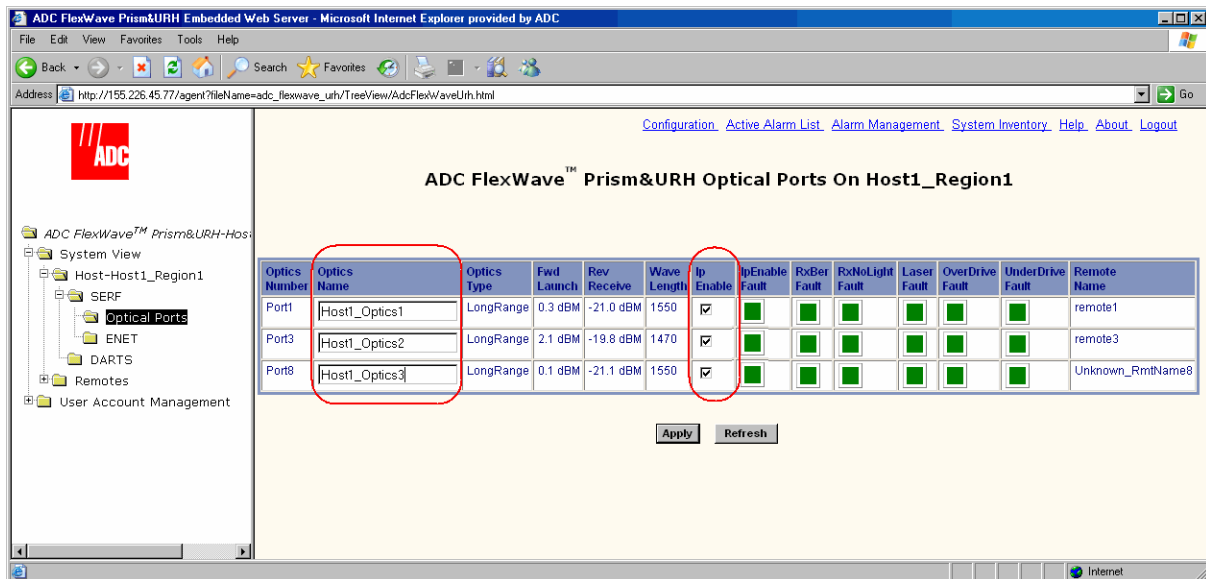 ADC FlexWave Prism&URH Embedded Web Server - Microsoft Internet Explorer provided by ADC
File Edit View Favorites Tools Help
Back Search Favorites
Address http://155.226.45.77/agent?fileName=adc_flexwave_urh/TreeView/AdcFlexWaveUrh.html Go
ADC
Configuration Active Alarm List Alarm Management System Inventory Help About Logout
ADC FlexWave™ Prism&URH Optical Ports On Host1_Region1
ADC FlexWave™ Prism&URH-Hos
System View
Host-Host1_Region1
SERF
Optical Ports
ENET
DARTS
Remotes
User Account Management
Optics Number Optics Name Optics Type Fwd Launch Rev Receive Wave Length Ip Enable IpEnable Fault RxBer Fault RxNoLight Fault Laser Fault OverDrive Fault UnderDrive Fault Remote Name
Port1 Host1_Optics1 LongRange 0.3 dBM -21.0 dBM 1550 remote1
Port3 Host1_Optics2 LongRange 2.1 dBM -19.8 dBM 1470 remote3
Port8 Host1_Optics3 LongRange 0.1 dBM -21.1 dBM 1550 Unknown_RmtName8
Apply Refresh
Internet